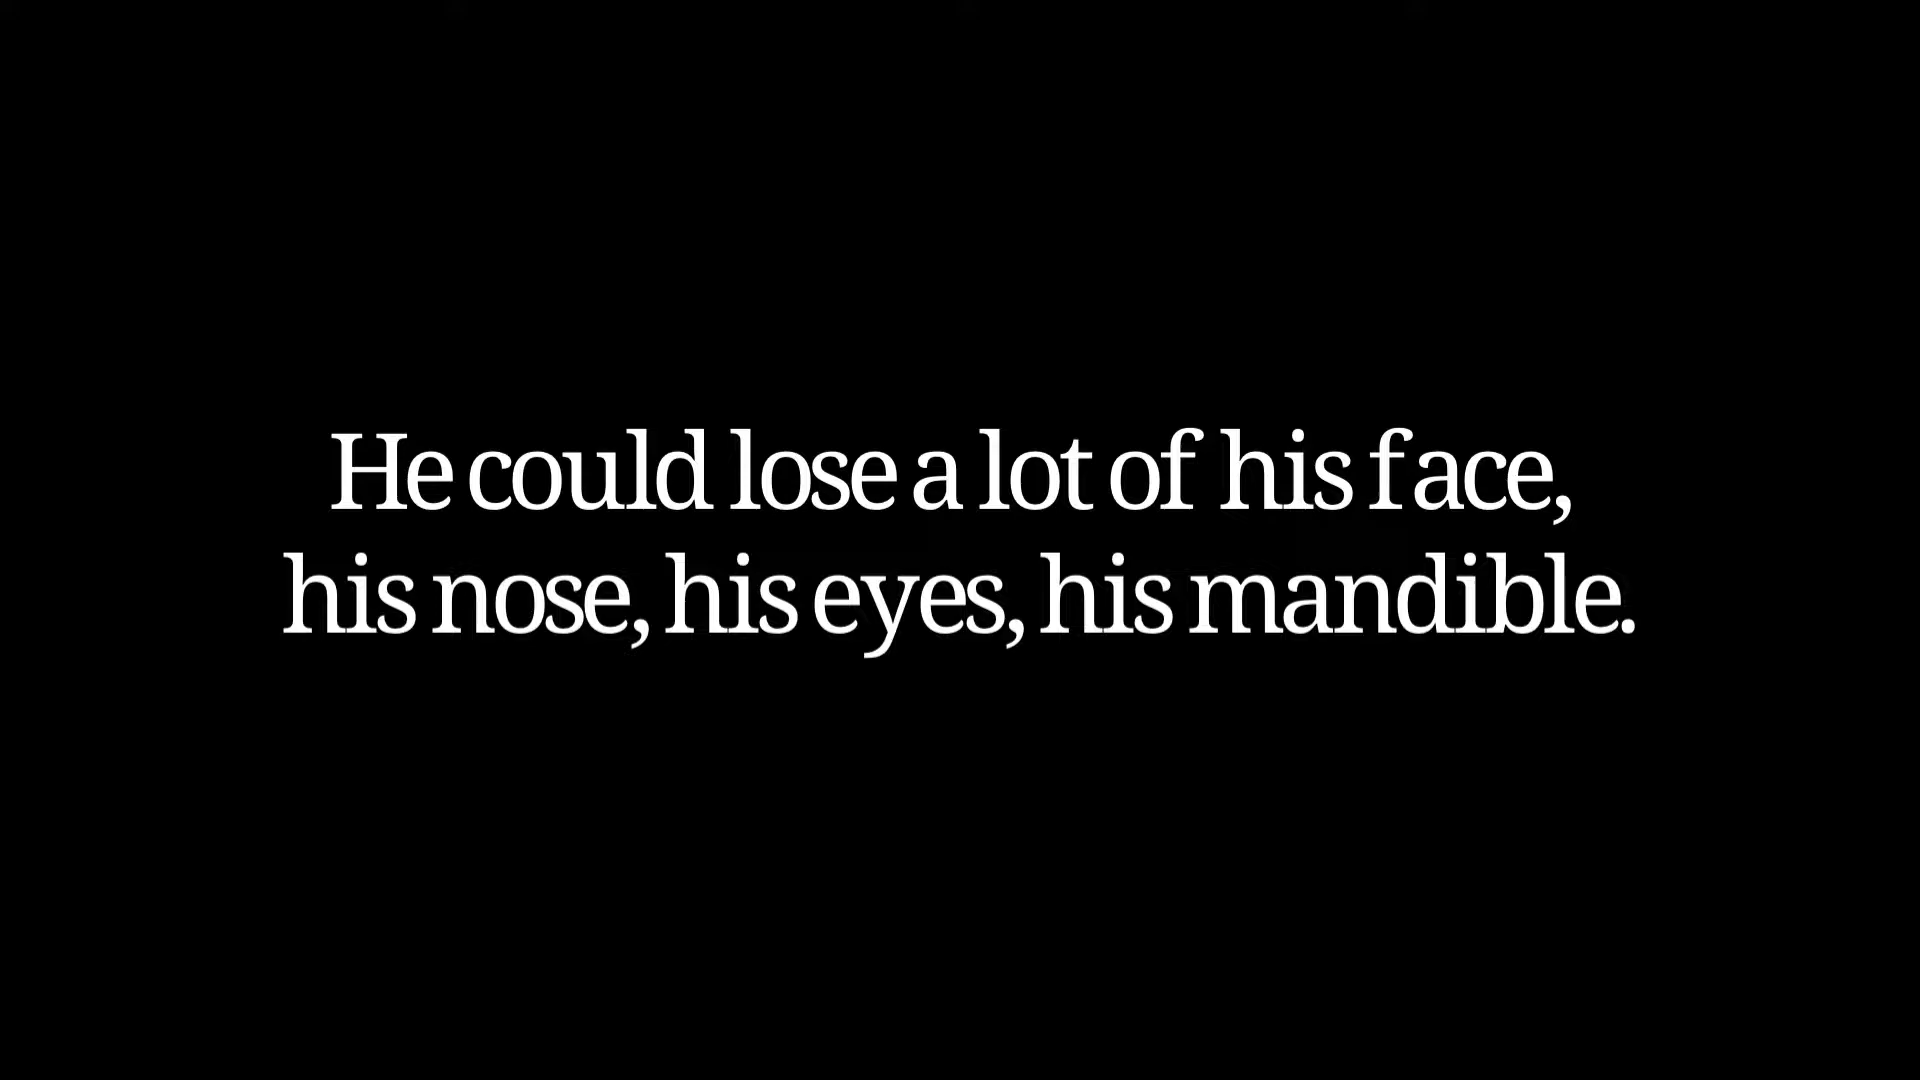 He could lose a lot of his face,
his nose, his eyes, his mandible.